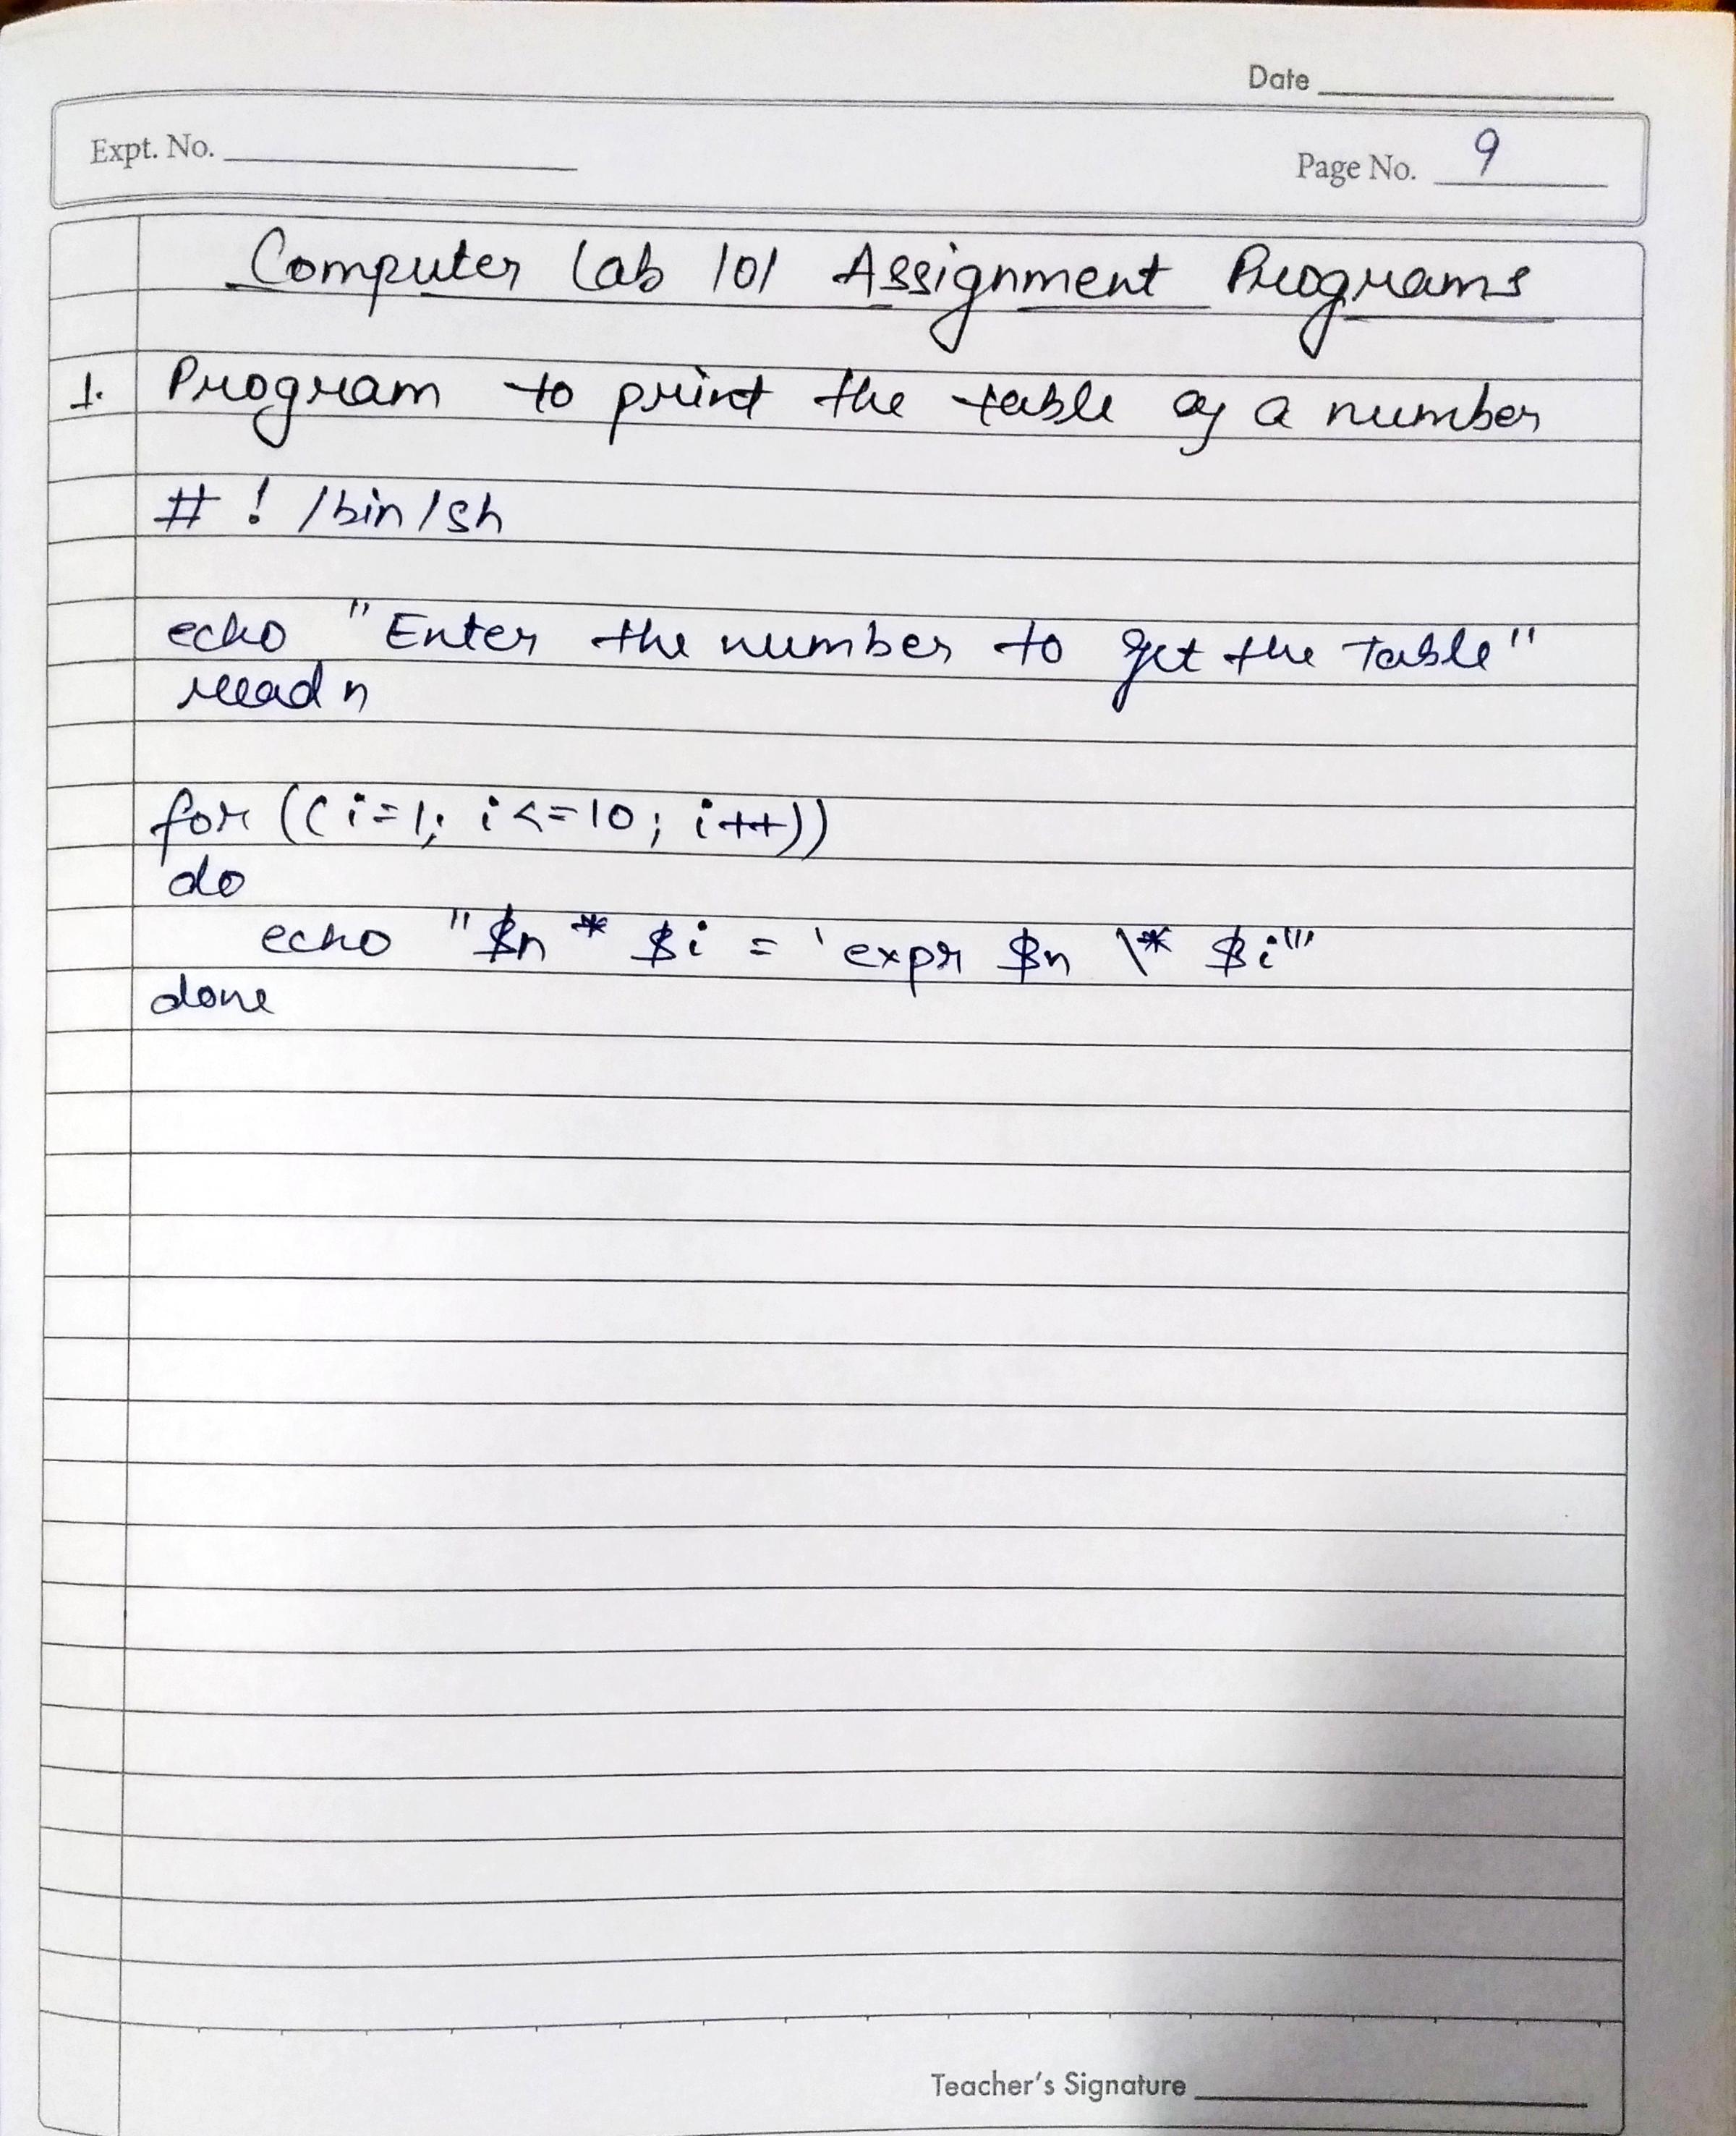 Date
Expt. No.
Page No. 9
Computer Lab 101 Assignment Programs
1. Program to print the table of a number
# ! /bin/sh
echo "Enter the number to get the Table"
read n
for ((i=1; i<=10; i++))
do
echo "$n * $i = 'expr $n \* $i'"
done
Teacher's Signature